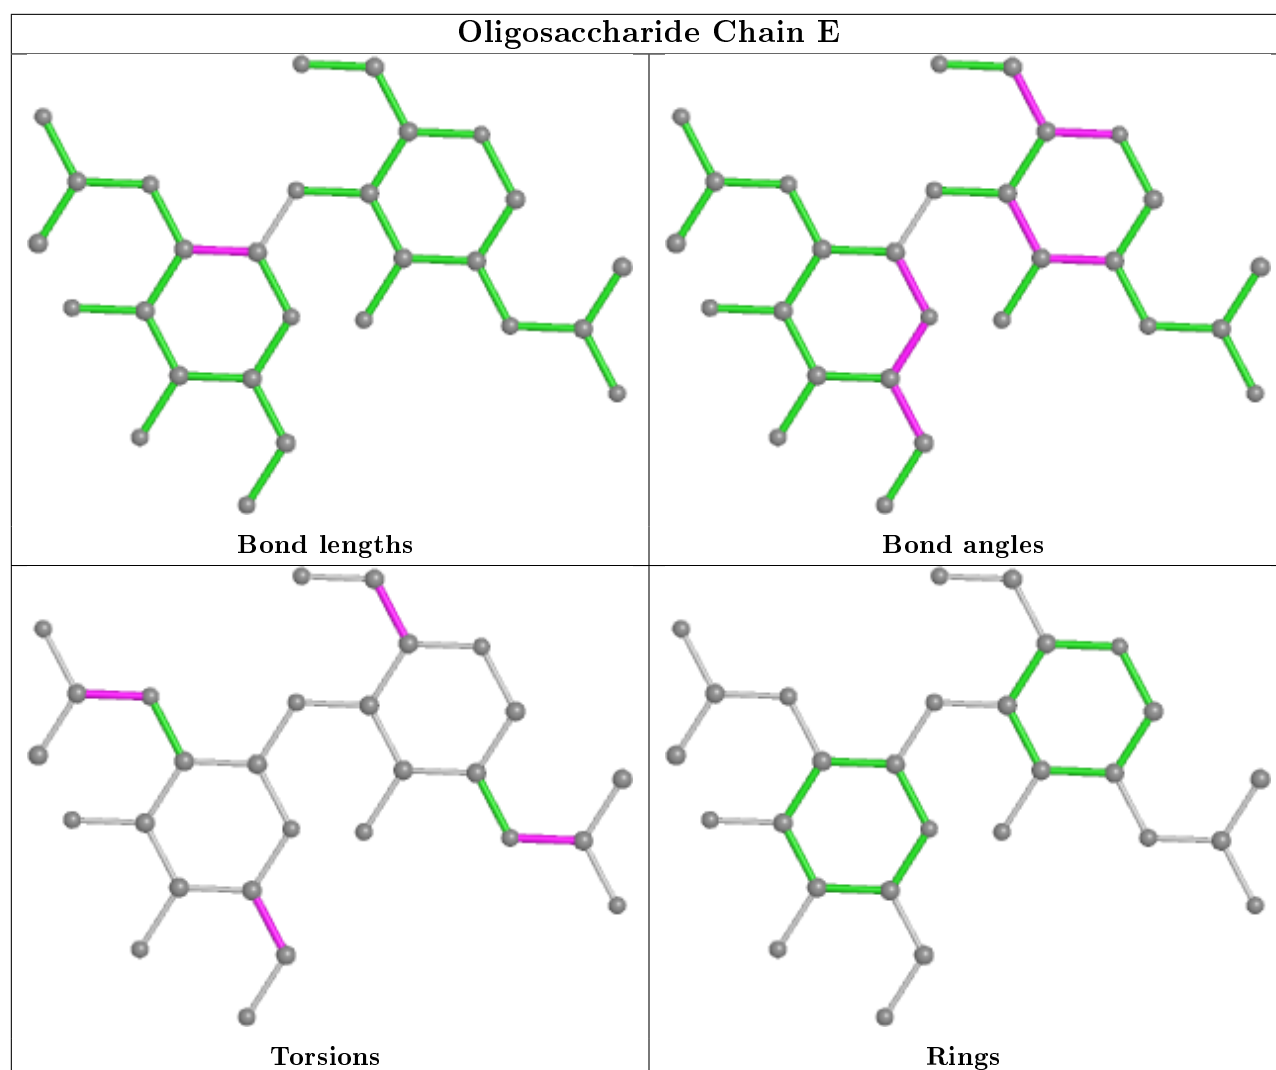 Oligosaccharide Chain E
Bond lengths
Bond angles
Torsions
Rings